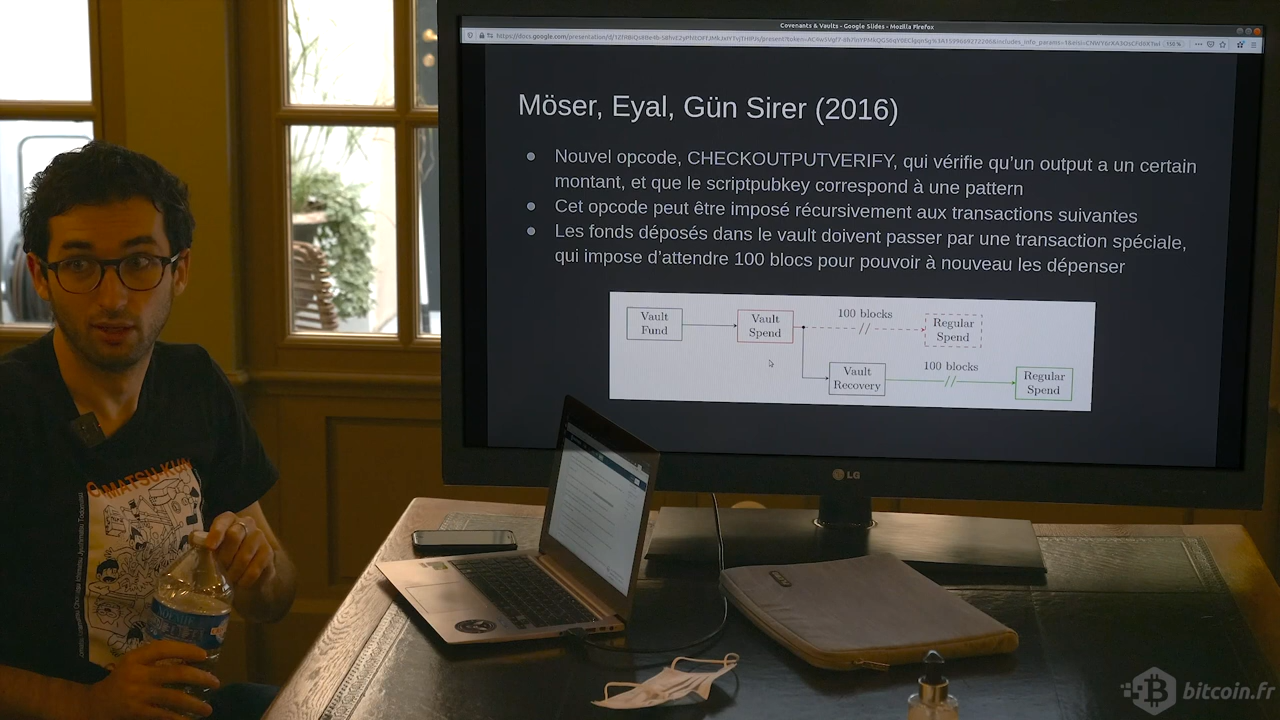 Covenants & Vaults - Google Slides - Mozilla Firefox
150%
Möser, Eyal, Gün Sirer (2016)
● Nouvel opcode, CHECKOUTPUTVERIFY, qui vérifie qu'un output a un certain
montant, et que le scriptpubkey correspond à une pattern
● Cet opcode peut être imposé récursivement aux transactions suivantes
● Les fonds déposés dans le vault doivent passer par une transaction spéciale,
qui impose d'attendre 100 blocs pour pouvoir à nouveau les dépenser
Vault
Fund
Vault
Spend
100 blocks
Regular
Spend
Vault
Recovery
100 blocks
Regular
Spend
LG
OMATSU-KUN
bitcoin.fr